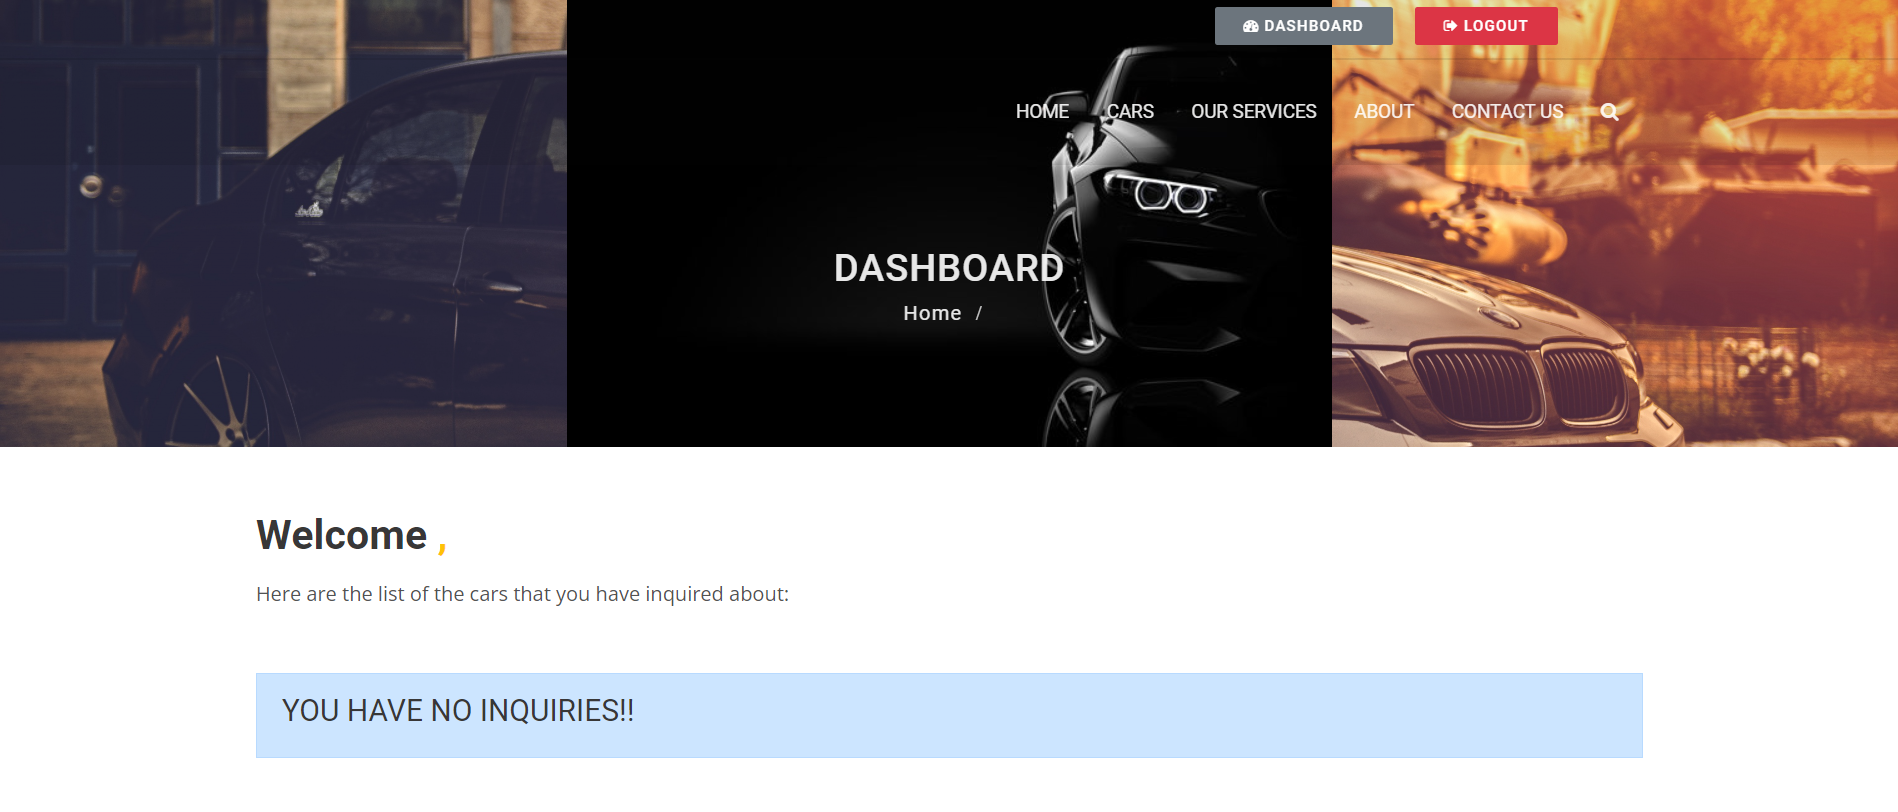 DASHBOARD
LOGOUT
HOME
CARS
OUR SERVICES
ABOUT
CONTACT US
DASHBOARD
Home /
Welcome ,
Here are the list of the cars that you have inquired about:
YOU HAVE NO INQUIRIES!!